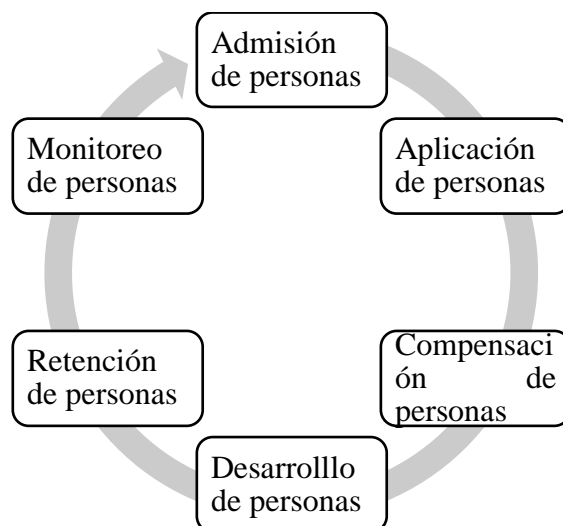 Admisión
de personas
Aplicación
de personas
Compensaci
ón de
personas
Desarrolllo
de personas
Retención
de personas
Monitoreo
de personas